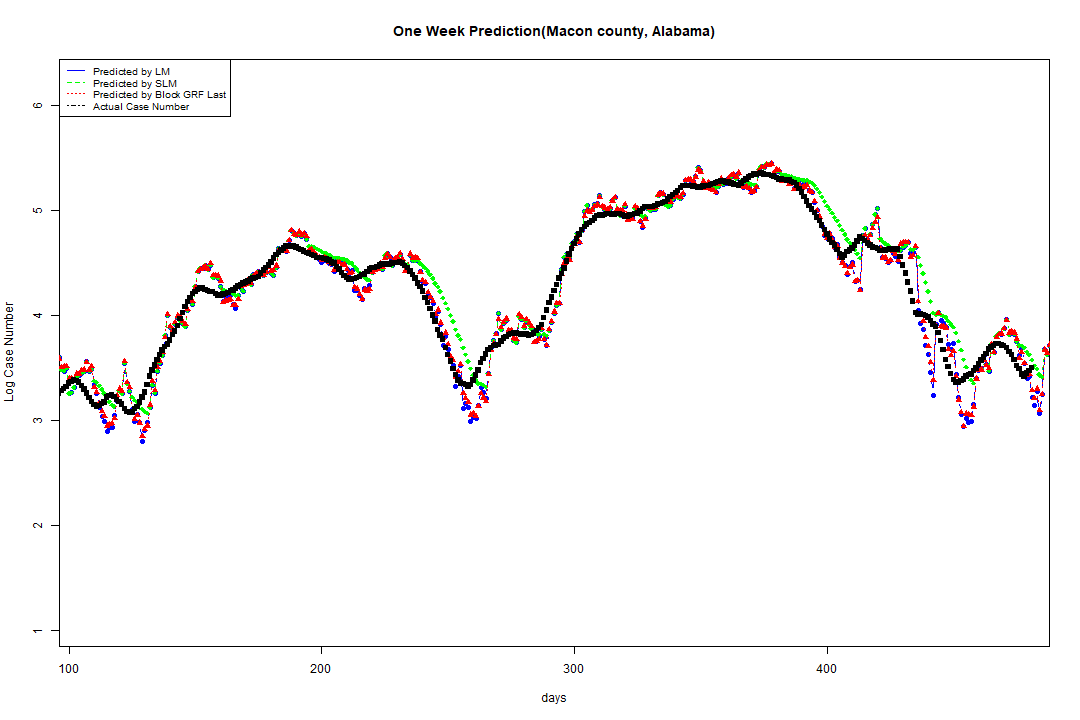 One Week Prediction(Macon county, Alabama)
Predicted by LM
Predicted by SLM
Predicted by Block GRF Last
Actual Case Number
Log Case Number
6
5
4
3
2
1
100 200 300 400
days